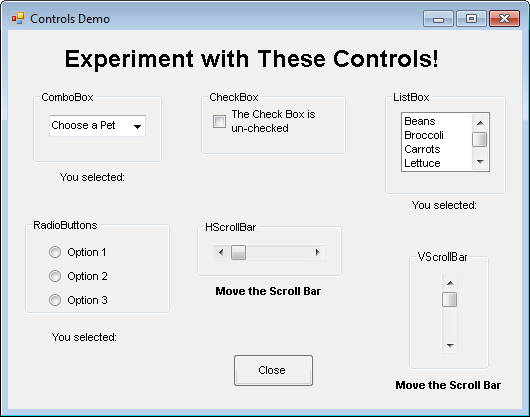 Controls Demo
Experiment with These Controls!
ComboBox
Choose a Pet
You selected:
CheckBox
The Check Box is
un-checked
ListBox
Beans
Broccoli
Carrots
Lettuce
You selected:
RadioButtons
Option 1
Option 2
Option 3
You selected:
HScrollBar
Move the Scroll Bar
VScrollBar
Move the Scroll Bar
Close